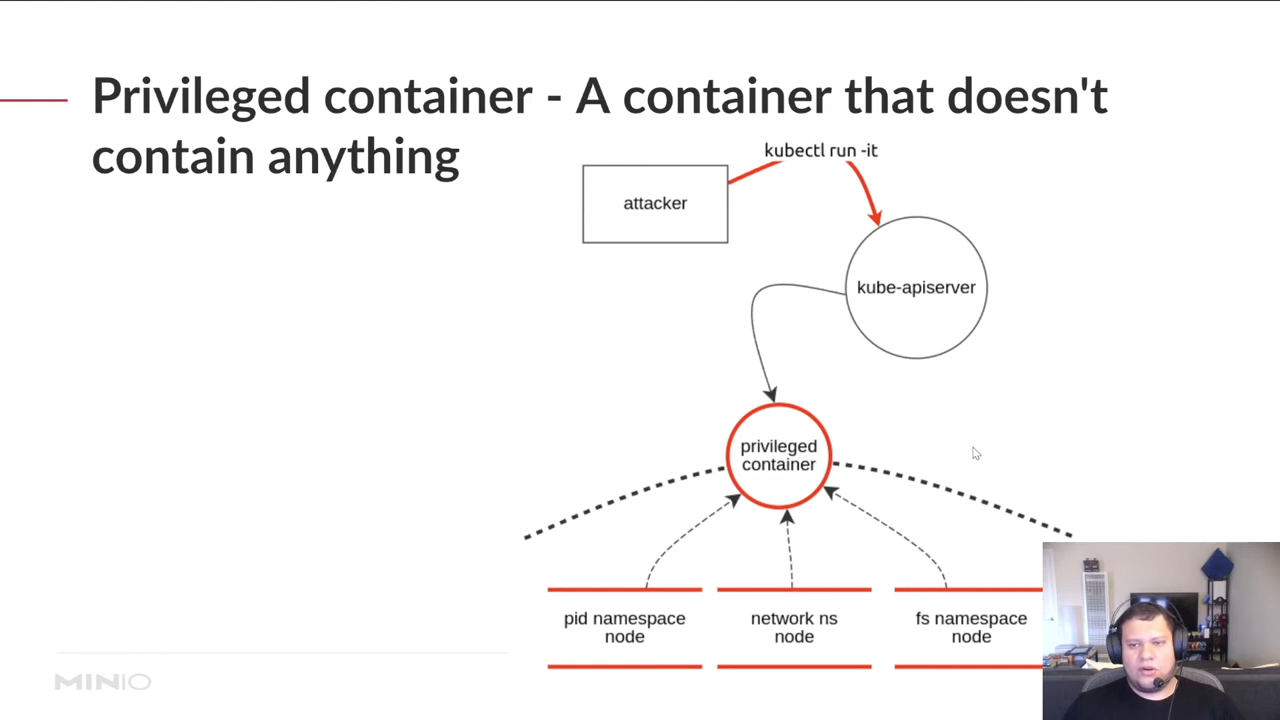 Privileged container - A container that doesn't
contain anything
kubectl run -it
attacker
kube-apiserver
privileged
container
pid namespace
node
network ns
node
fs namespace
node
MINIO